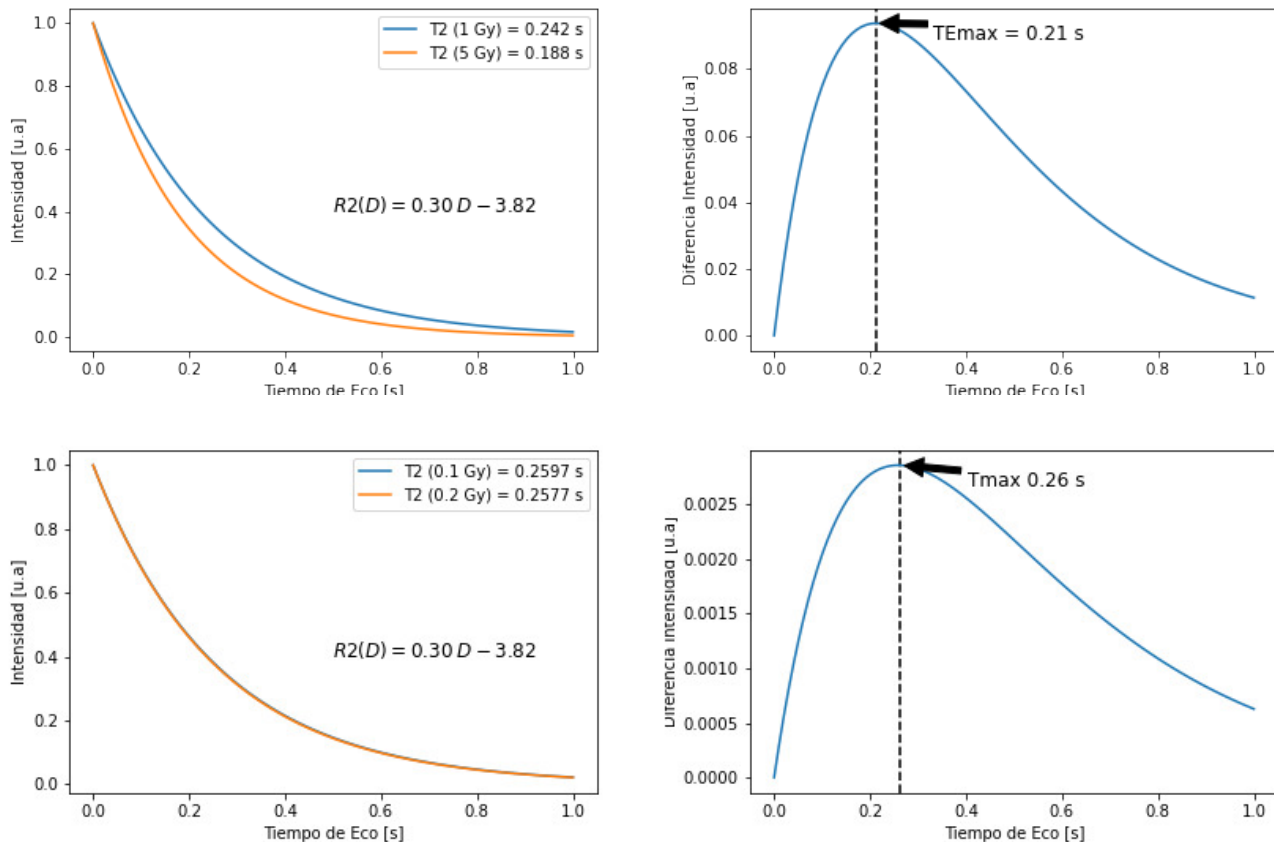 T2 (1 Gy) = 0.242 s
T2 (5 Gy) = 0.188 s
R2(D) = 0.30 D − 3.82
Intensidad [u.a]
1.0
0.8
0.6
0.4
0.2
0.0
0.0 0.2 0.4 0.6 0.8 1.0
Tiempo de Eco [s]
TEmax = 0.21 s
Diferencia Intensidad [u.a]
0.08
0.06
0.04
0.02
0.00
0.0 0.2 0.4 0.6 0.8 1.0
Tiempo de Eco [s]
T2 (0.1 Gy) = 0.2597 s
T2 (0.2 Gy) = 0.2577 s
R2(D) = 0.30 D − 3.82
Intensidad [u.a]
1.0
0.8
0.6
0.4
0.2
0.0
0.0 0.2 0.4 0.6 0.8 1.0
Tiempo de Eco [s]
Tmax 0.26 s
Diferencia Intensidad [u.a]
0.0025
0.0020
0.0015
0.0010
0.0005
0.0000
0.0 0.2 0.4 0.6 0.8 1.0
Tiempo de Eco [s]